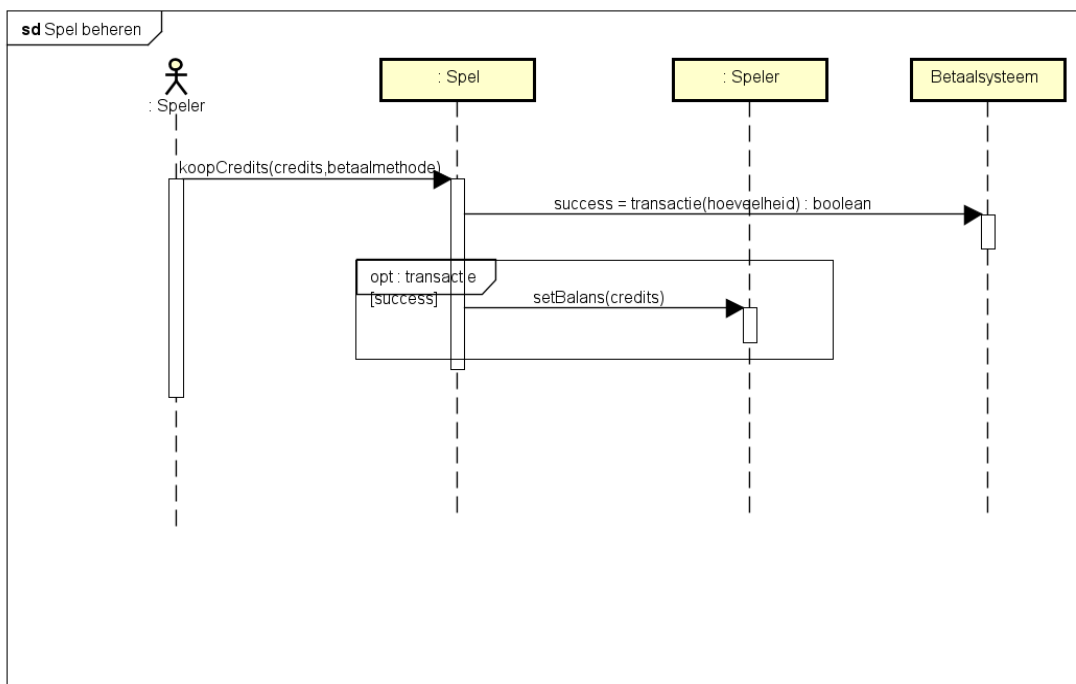 sd Spel beheren
: Speler
: Spel
: Speler
Betaalsysteem
koopCredits(credits,betaalmethode)
success = transactie(hoeveelheid) : boolean
opt : transactie
[success]
setBalans(credits)